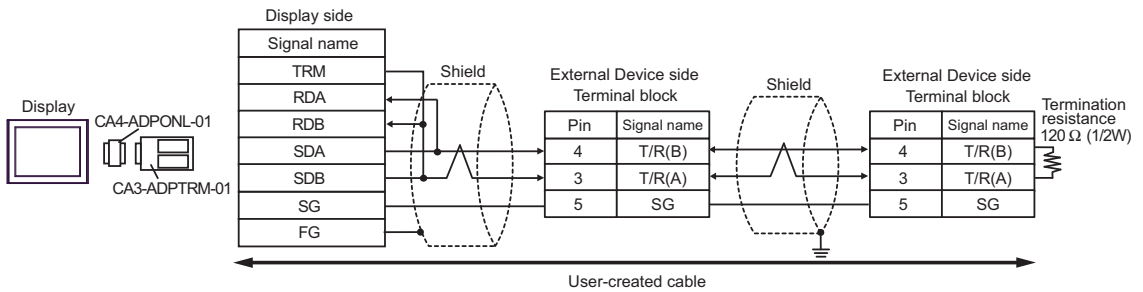 Display side
Signal name
TRM
RDA
RDB
SDA
SDB
SG
FG
Display
CA4-ADPONL-01
CA3-ADPTRM-01
Shield
External Device side
Terminal block
Pin Signal name
4 T/R(B)
3 T/R(A)
5 SG
Shield
External Device side
Terminal block
Pin Signal name
4 T/R(B)
3 T/R(A)
5 SG
Termination
resistance
120 Ω (1/2W)
User-created cable